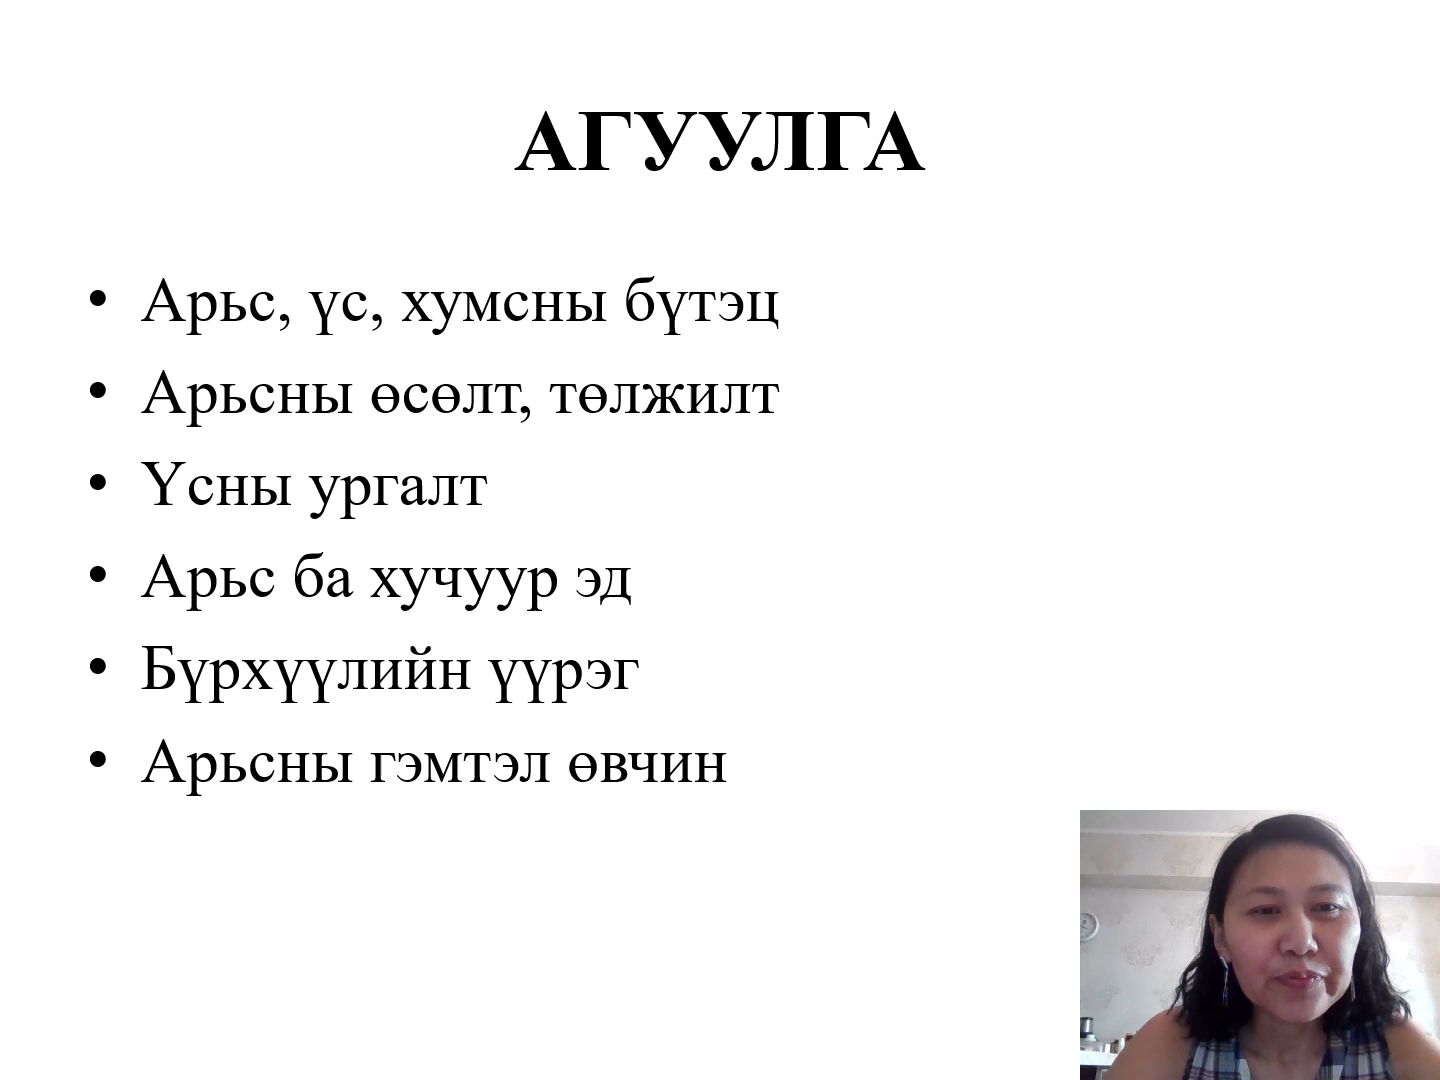 АГУУЛГА
• Арьс, үс, хумсны бүтэц
• Арьсны өсөлт, төлжилт
• Үсны ургалт
• Арьс ба хучуур эд
• Бүрхүүлийн үүрэг
• Арьсны гэмтэл өвчин